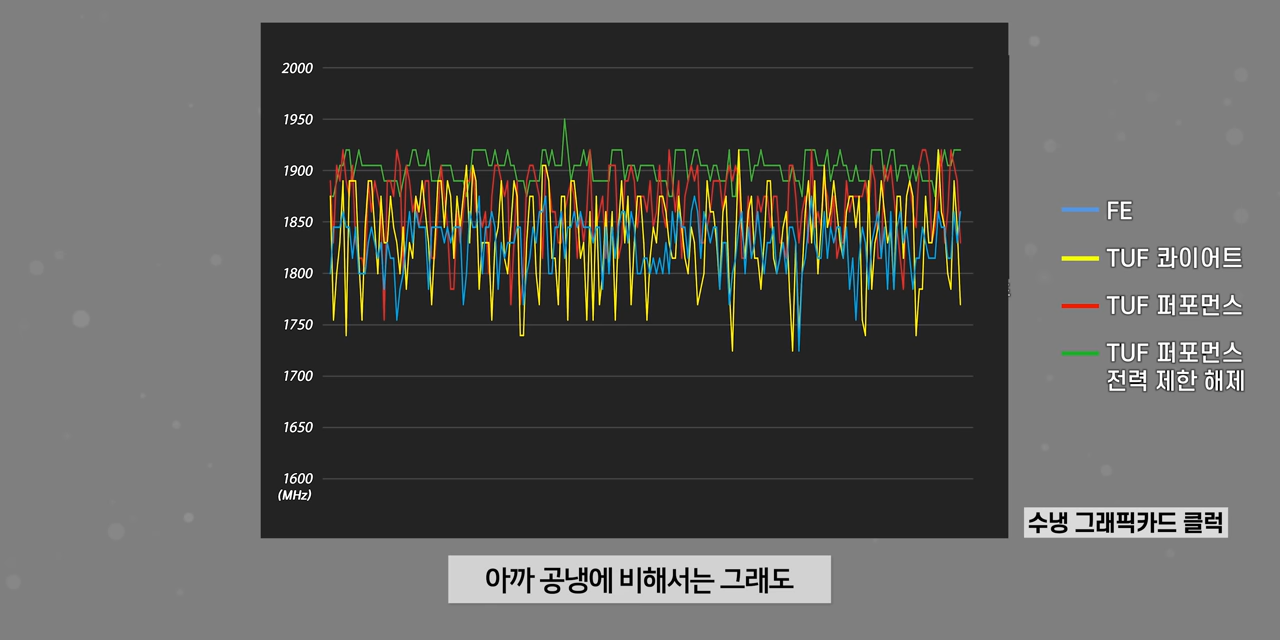 2000
1950
1900
1850
1800
1750
1700
1650
1600
(MHz)
FE
TUF 콰이어트
TUF 퍼포먼스
TUF 퍼포먼스
전력 제한 해제
수냉 그래픽카드 클럭
아까 공냉에 비해서는 그래도